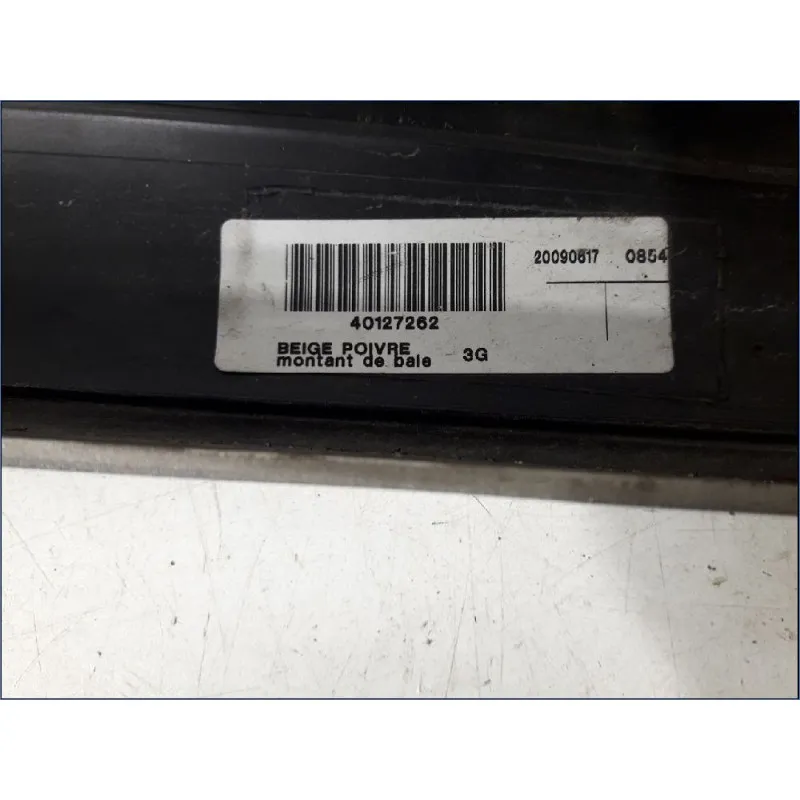 20090617 0854
40127262
BEIGE POIVRE
montant de baie 3G